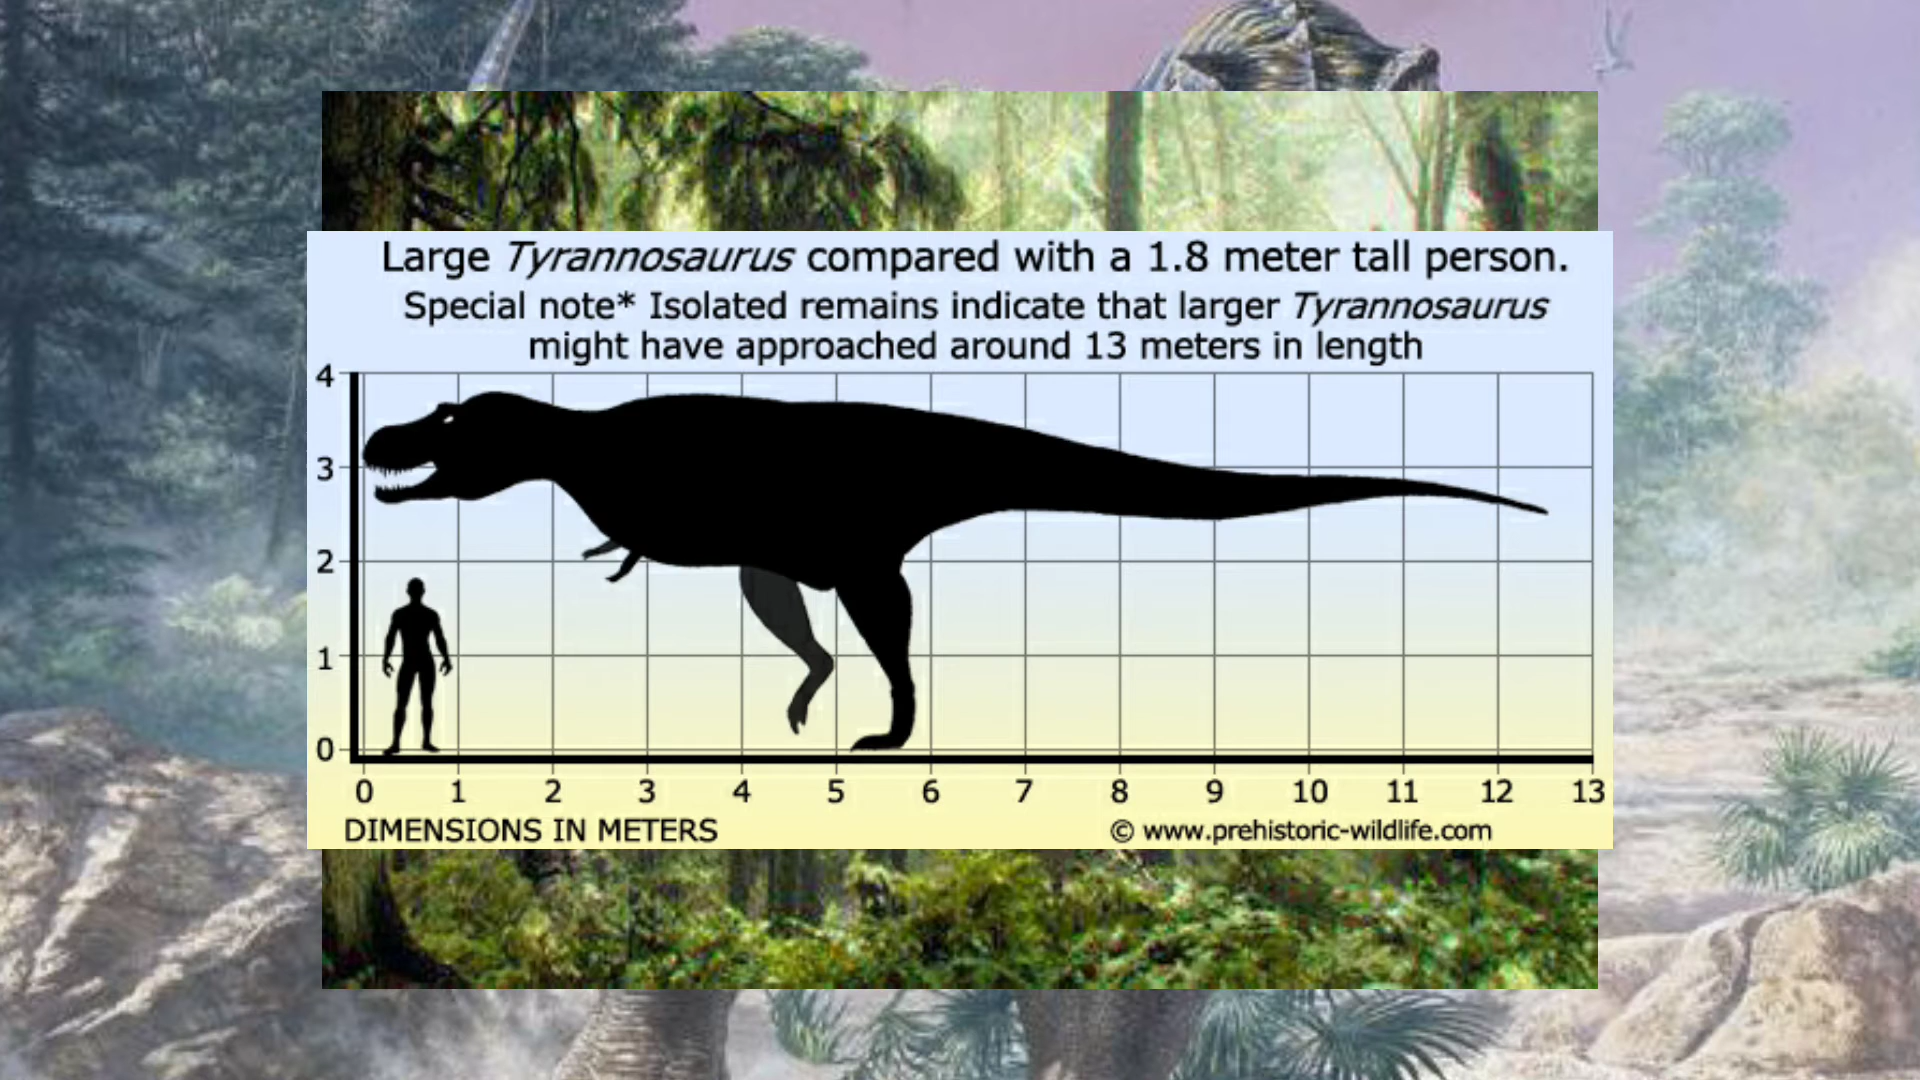 Large Tyrannosaurus compared with a 1.8 meter tall person.
Special note* Isolated remains indicate that larger Tyrannosaurus
might have approached around 13 meters in length
4
3
2
1
0
0 1 2 3 4 5 6 7 8 9 10 11 12 13
DIMENSIONS IN METERS © www.prehistoric-wildlife.com